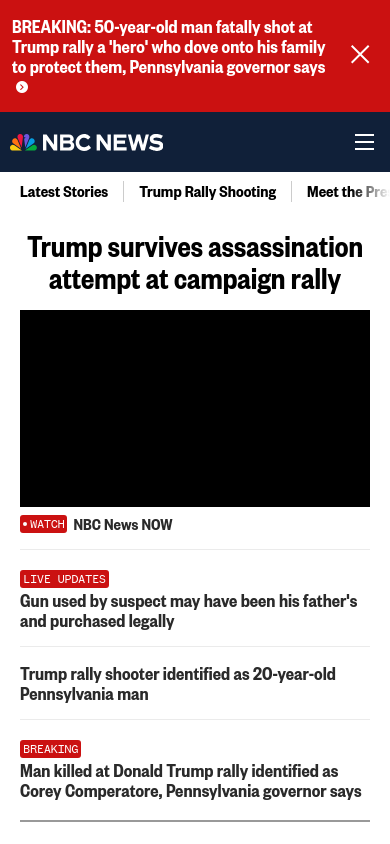 BREAKING: 50-year-old man fatally shot at
Trump rally a 'hero' who dove onto his family
to protect them, Pennsylvania governor says
NBC NEWS
Latest Stories
Trump Rally Shooting
Meet the Pre
Trump survives assassination
attempt at campaign rally
WATCH NBC News NOW
LIVE UPDATES
Gun used by suspect may have been his father's
and purchased legally
Trump rally shooter identified as 20-year-old
Pennsylvania man
BREAKING
Man killed at Donald Trump rally identified as
Corey Comperatore, Pennsylvania governor says